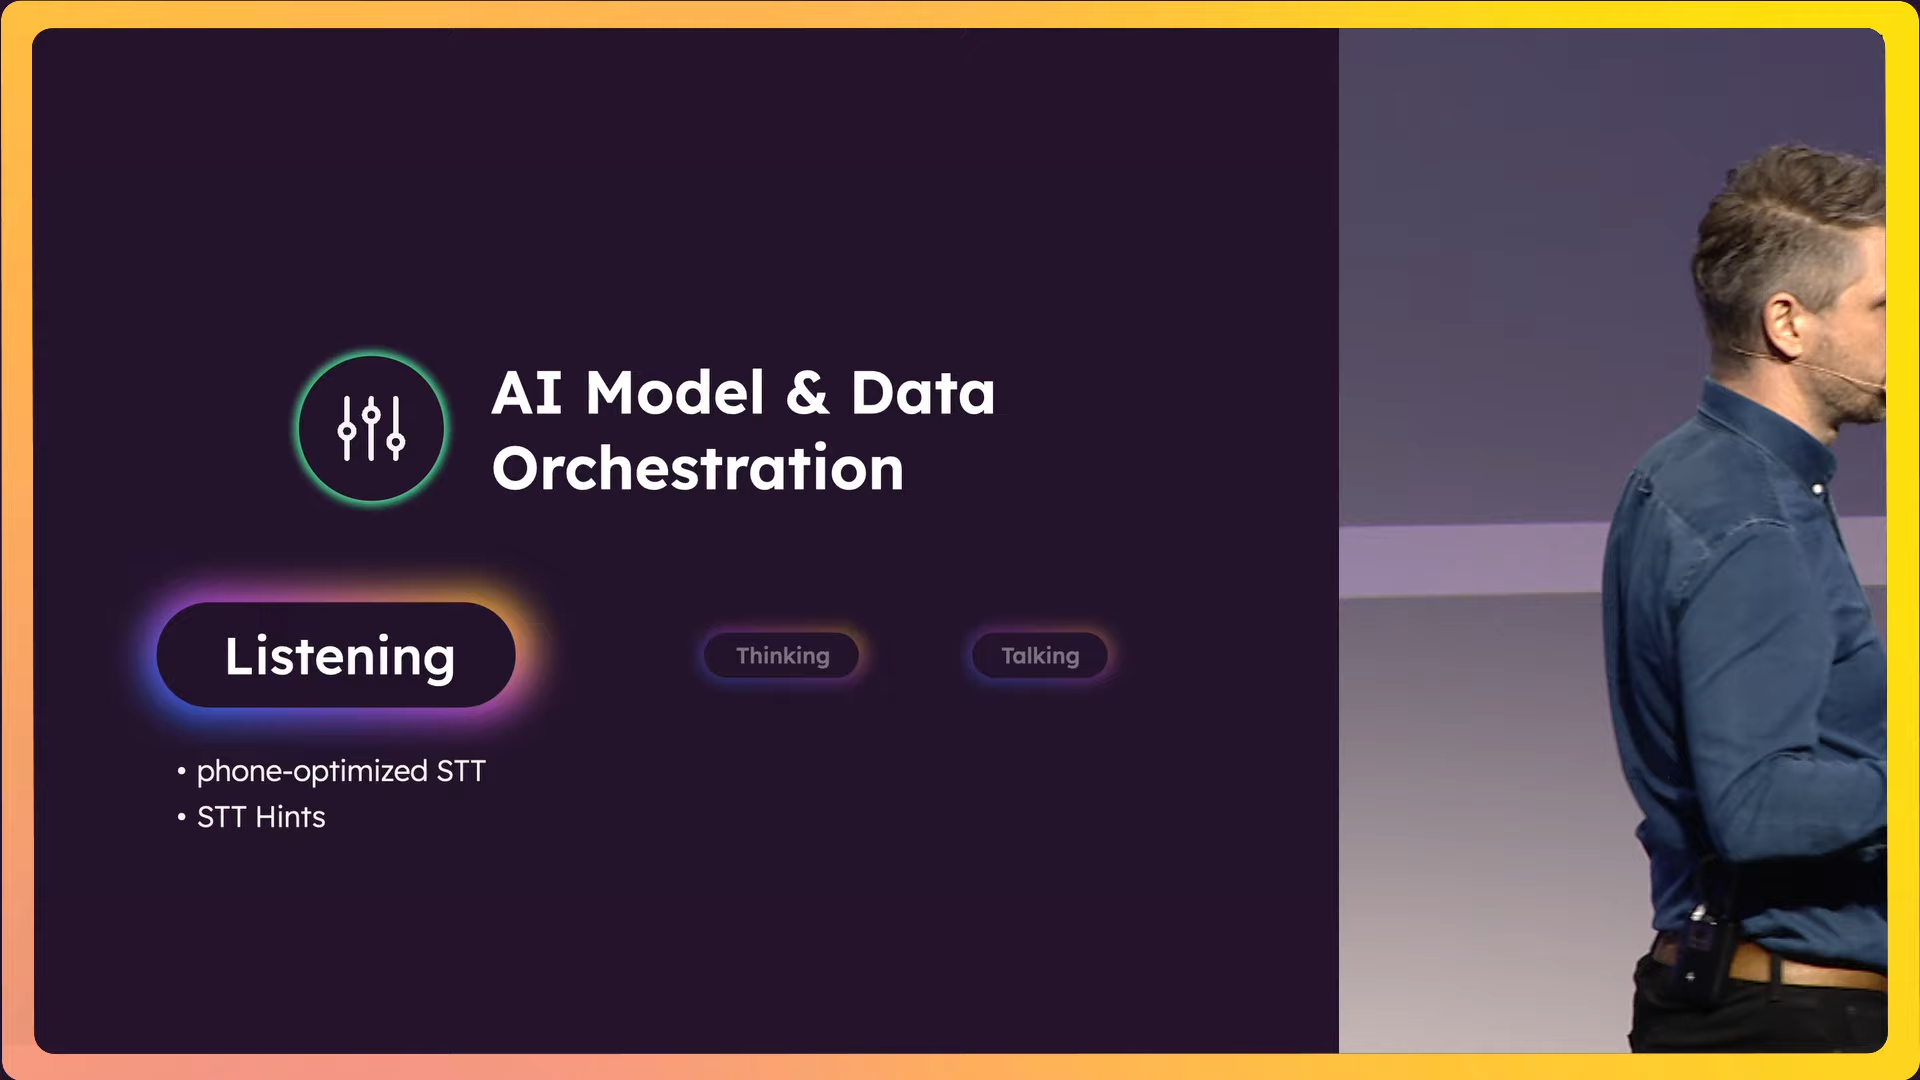 AI Model & Data
Orchestration
Listening
Thinking
Talking
• phone-optimized STT
• STT Hints